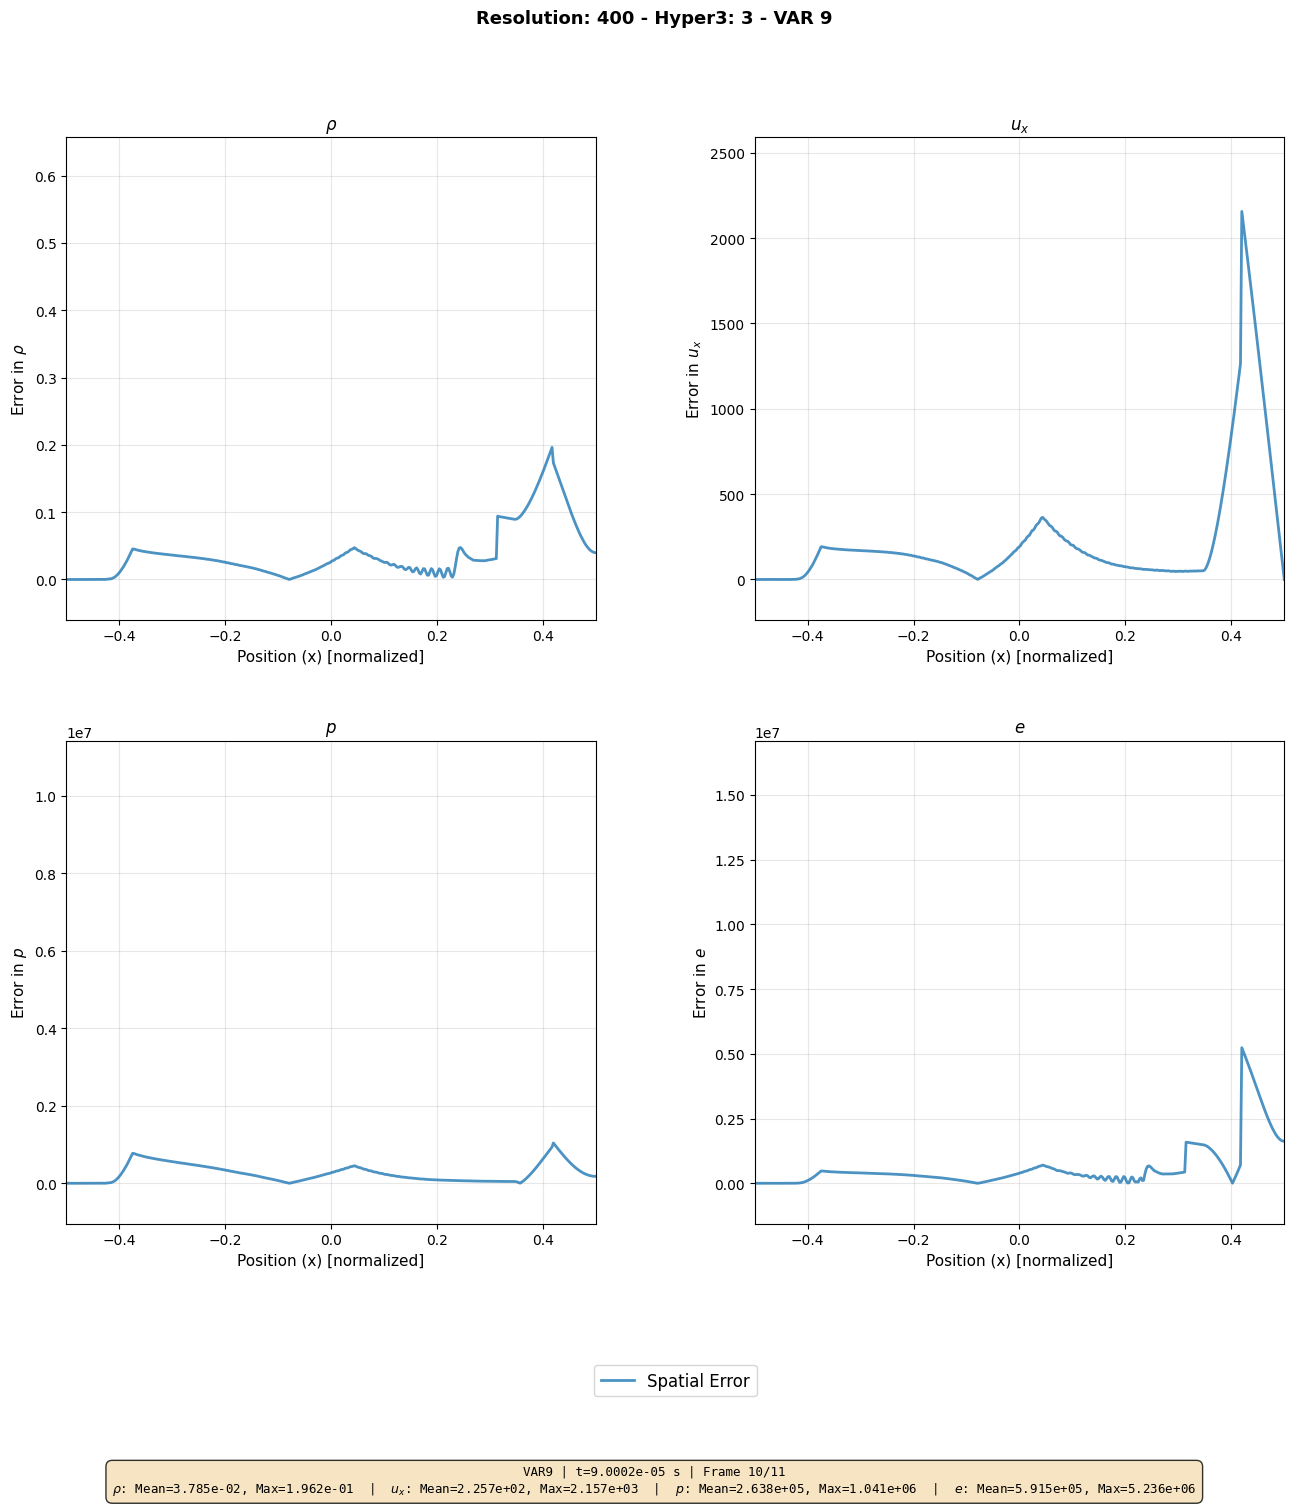 Resolution: 400 - Hyper3: 3 - VAR 9
ρ
Error in ρ
0.6
0.5
0.4
0.3
0.2
0.1
0.0
−0.4 −0.2 0.0 0.2 0.4
Position (x) [normalized]
u_x
Error in u_x
2500
2000
1500
1000
500
0
−0.4 −0.2 0.0 0.2 0.4
Position (x) [normalized]
p
1e7
Error in p
1.0
0.8
0.6
0.4
0.2
0.0
−0.4 −0.2 0.0 0.2 0.4
Position (x) [normalized]
e
1e7
Error in e
1.50
1.25
1.00
0.75
0.50
0.25
0.00
−0.4 −0.2 0.0 0.2 0.4
Position (x) [normalized]
Spatial Error
VAR9 | t=9.0002e-05 s | Frame 10/11
ρ: Mean=3.785e-02, Max=1.962e-01 | u_x: Mean=2.257e+02, Max=2.157e+03 | p: Mean=2.638e+05, Max=1.041e+06 | e: Mean=5.915e+05, Max=5.236e+06